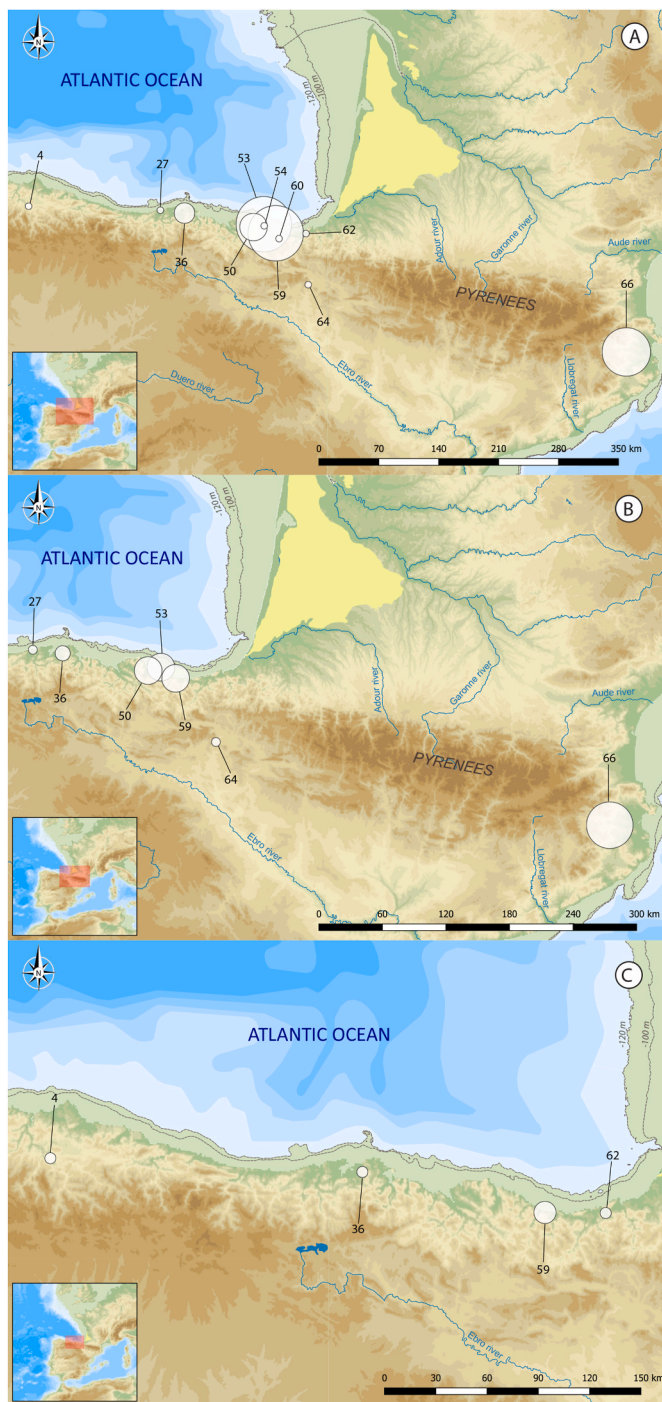 N
A
ATLANTIC OCEAN
-120 m
-100 m
4
27
53
54
60
36
50
59
62
64
66
Adour river
Garonne river
Aude river
PYRENEES
Duero river
Ebro river
Llobregat river
0 70 140 210 280 350 km
N
B
ATLANTIC OCEAN
-120 m
-100 m
27
53
36
50
59
64
66
Adour river
Garonne river
Aude river
PYRENEES
Ebro river
Llobregat river
0 60 120 180 240 300 km
N
C
ATLANTIC OCEAN
-120 m
-100 m
4
62
36
59
Ebro river
0 30 60 90 120 150 km